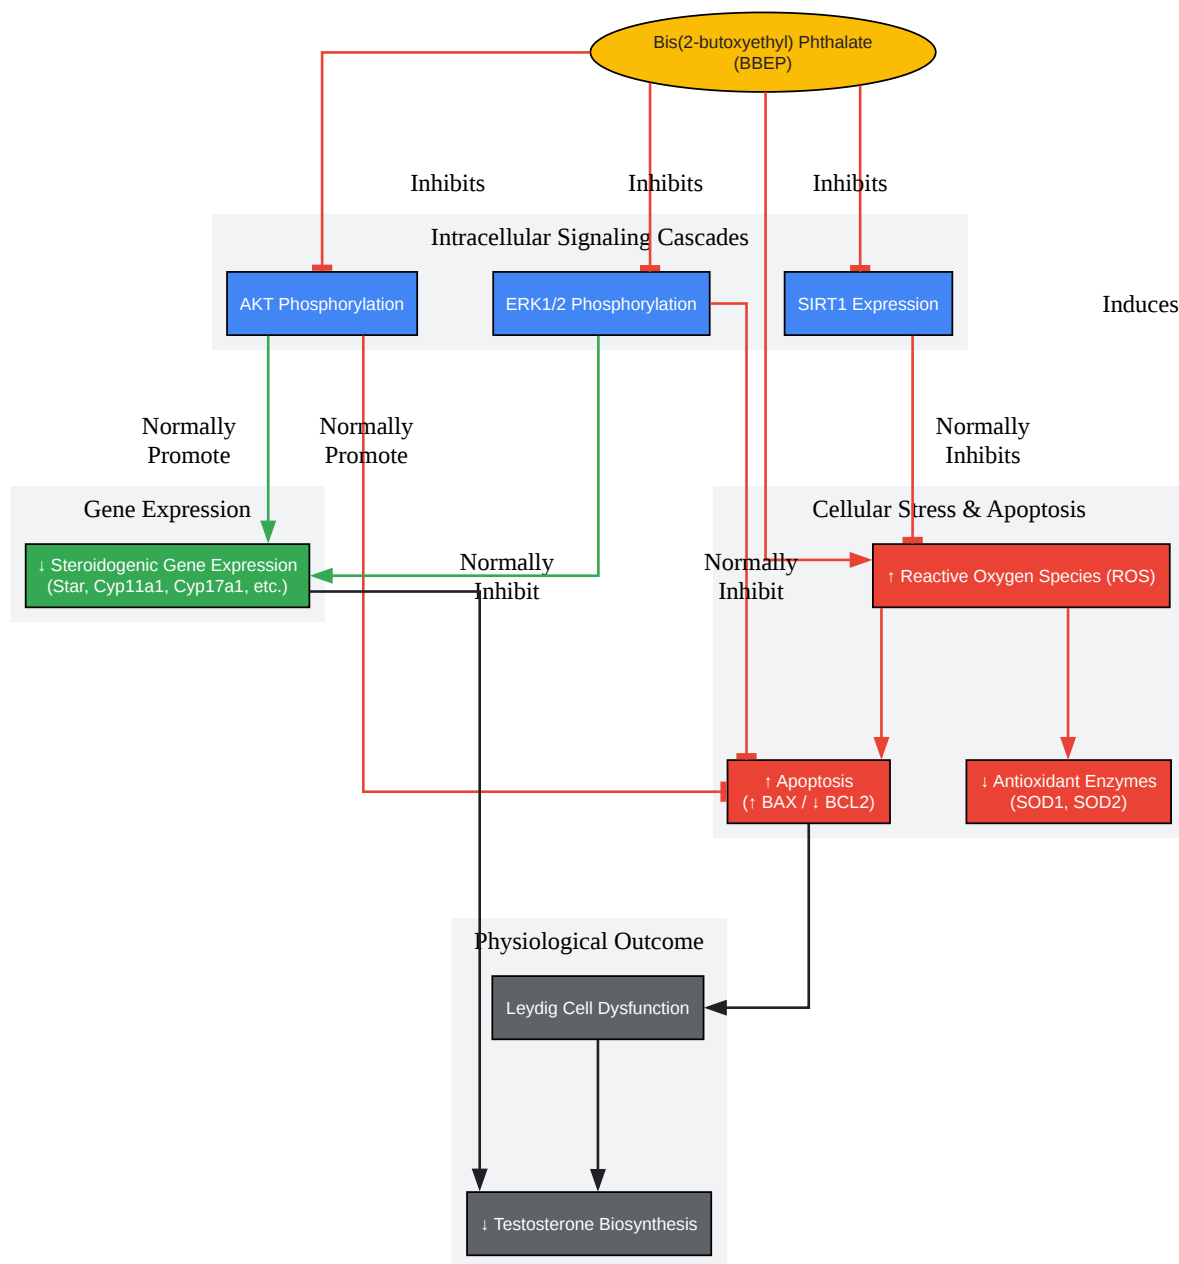 Bis(2-butoxyethyl) Phthalate
(BBEP)
Inhibits
Inhibits
Inhibits
Intracellular Signaling Cascades
AKT Phosphorylation
ERK1/2 Phosphorylation
SIRT1 Expression
Induces
Normally
Promote
Normally
Promote
Normally
Inhibits
Gene Expression
Cellular Stress & Apoptosis
↓ Steroidogenic Gene Expression
(Star, Cyp11a1, Cyp17a1, etc.)
Normally
Inhibit
Normally
Inhibit
↑ Reactive Oxygen Species (ROS)
↑ Apoptosis
(↑ BAX / ↓ BCL2)
↓ Antioxidant Enzymes
(SOD1, SOD2)
Physiological Outcome
Leydig Cell Dysfunction
↓ Testosterone Biosynthesis